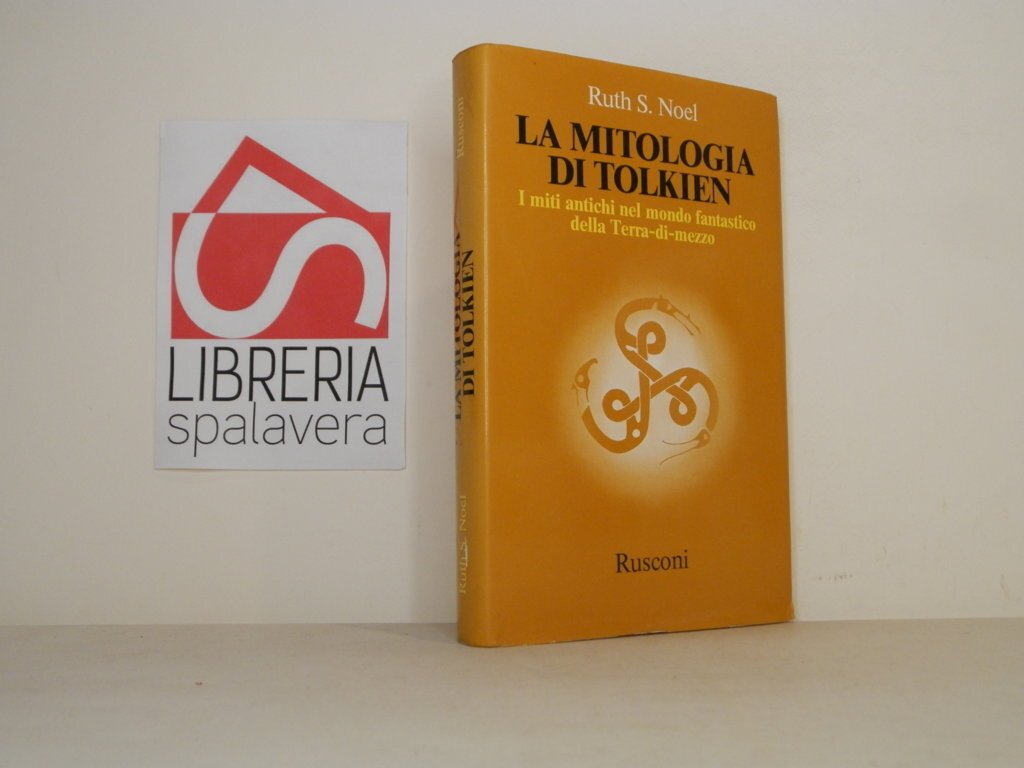 LIBRERIA
spalavera
Rusconi
LA MITOLOGIA
DI TOLKIEN
Ruth S. Noel
Ruth S. Noel
LA MITOLOGIA
DI TOLKIEN
I miti antichi nel mondo fantastico
della Terra-di-mezzo
Rusconi